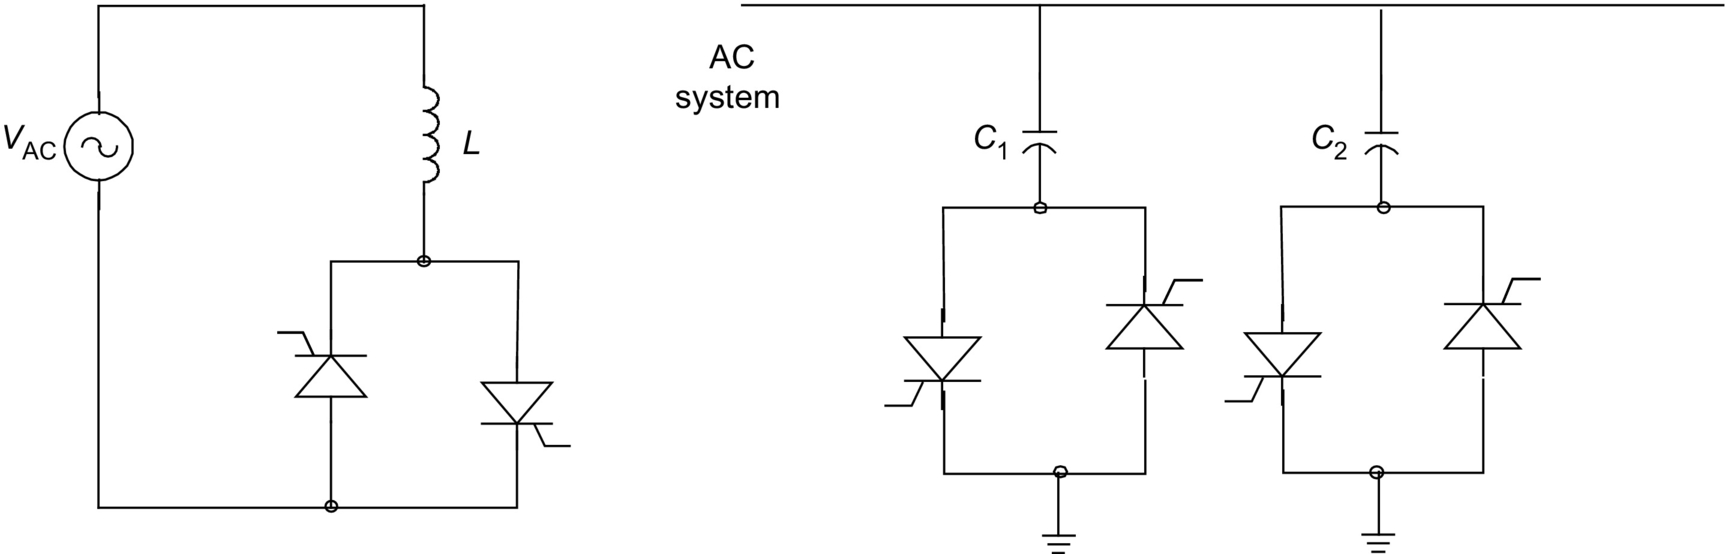 V_AC
L
AC
system
C_1
C_2